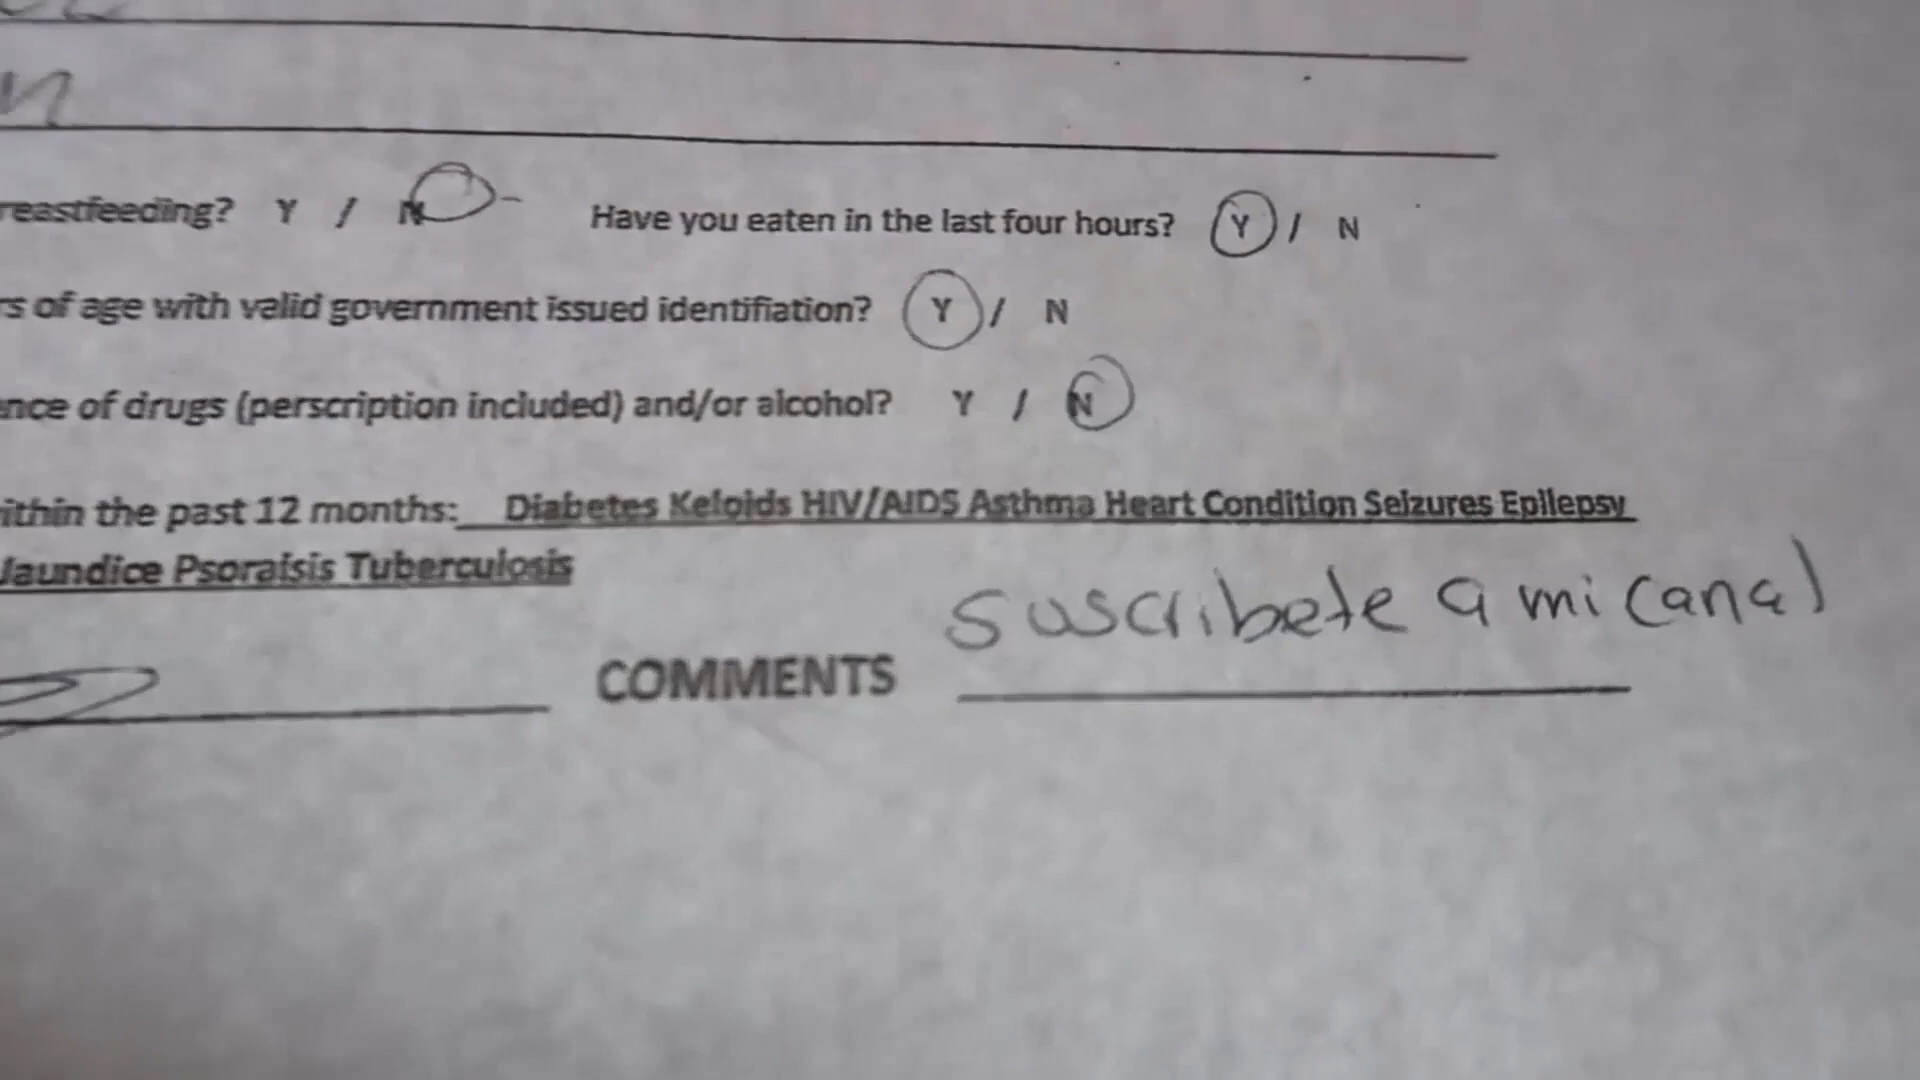 reastfeeding? Y / N Have you eaten in the last four hours? Y / N
rs of age with valid government issued identifiation? Y / N
ence of drugs (perscription included) and/or alcohol? Y / N
ithin the past 12 months: Diabetes Keloids HIV/AIDS Asthma Heart Condition Seizures Epilepsy
Jaundice Psoraisis Tuberculosis
COMMENTS suscribete a mi canal